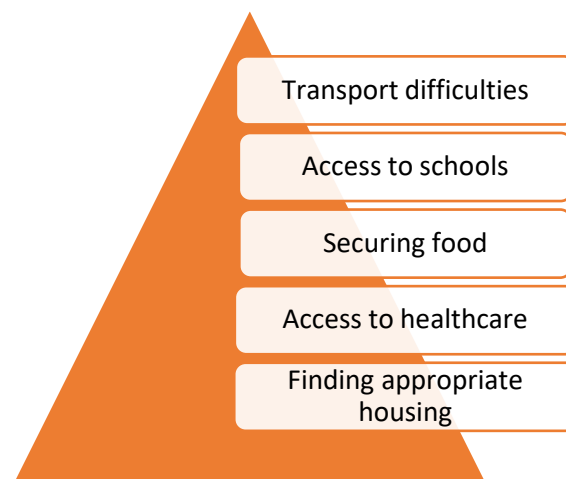 Transport difficulties
Access to schools
Securing food
Access to healthcare
Finding appropriate
housing